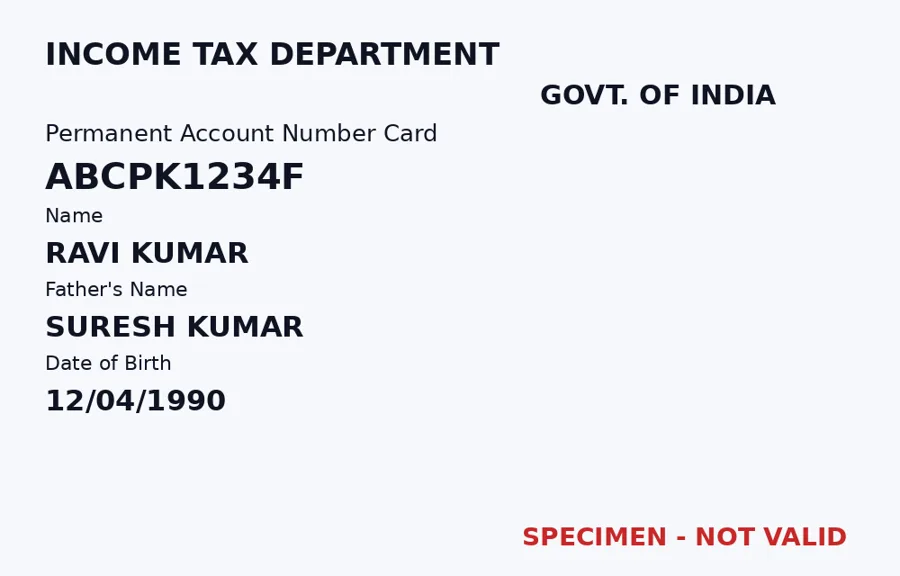 INCOME TAX DEPARTMENT
GOVT. OF INDIA
Permanent Account Number Card
ABCPK1234F
Name
RAVI KUMAR
Father's Name
SURESH KUMAR
Date of Birth
12/04/1990
SPECIMEN - NOT VALID